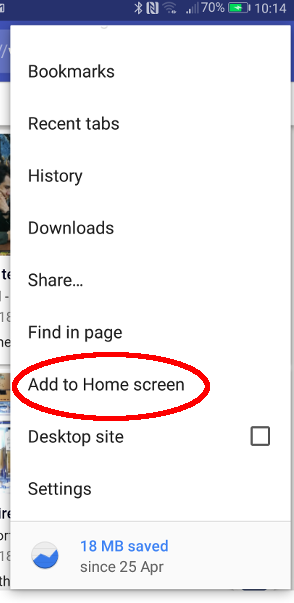 70% 10:14
Bookmarks
Recent tabs
History
Downloads
Share...
Find in page
Add to Home screen
Desktop site
Settings
18 MB saved
since 25 Apr